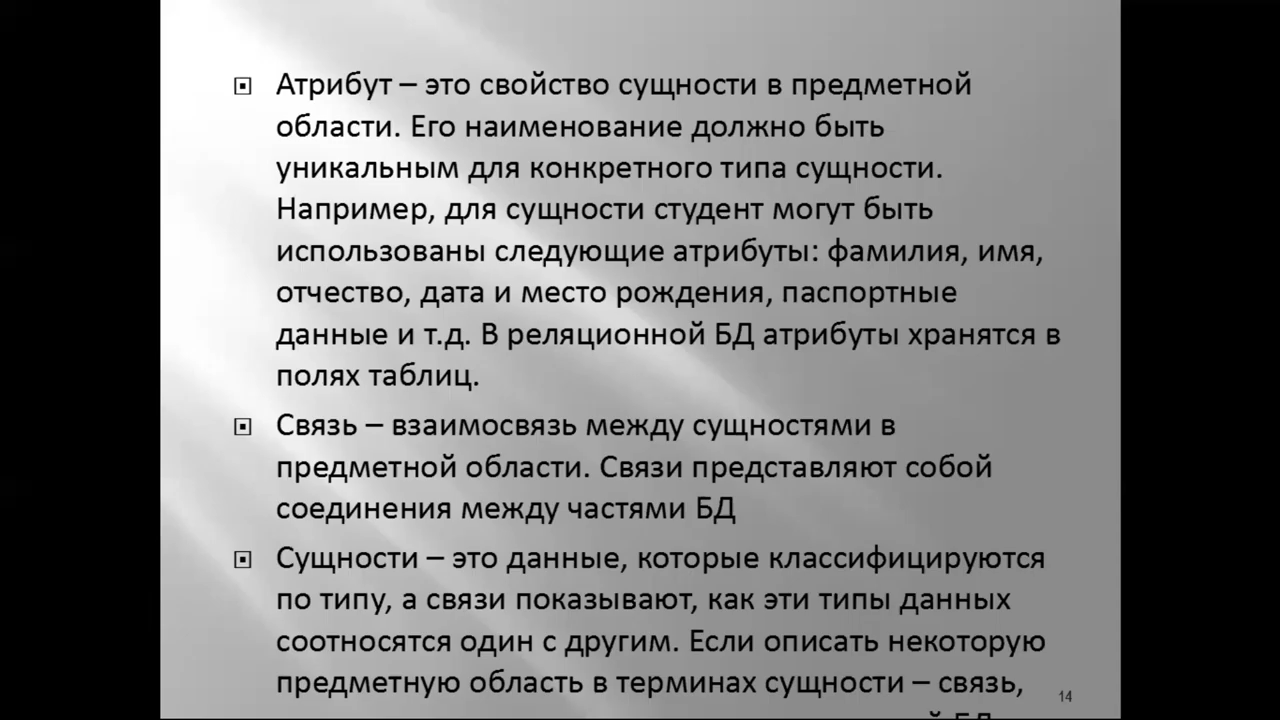 Атрибут – это свойство сущности в предметной
области. Его наименование должно быть
уникальным для конкретного типа сущности.
Например, для сущности студент могут быть
использованы следующие атрибуты: фамилия, имя,
отчество, дата и место рождения, паспортные
данные и т.д. В реляционной БД атрибуты хранятся в
полях таблиц.
Связь – взаимосвязь между сущностями в
предметной области. Связи представляют собой
соединения между частями БД
Сущности – это данные, которые классифицируются
по типу, а связи показывают, как эти типы данных
соотносятся один с другим. Если описать некоторую
предметную область в терминах сущности – связь,
14